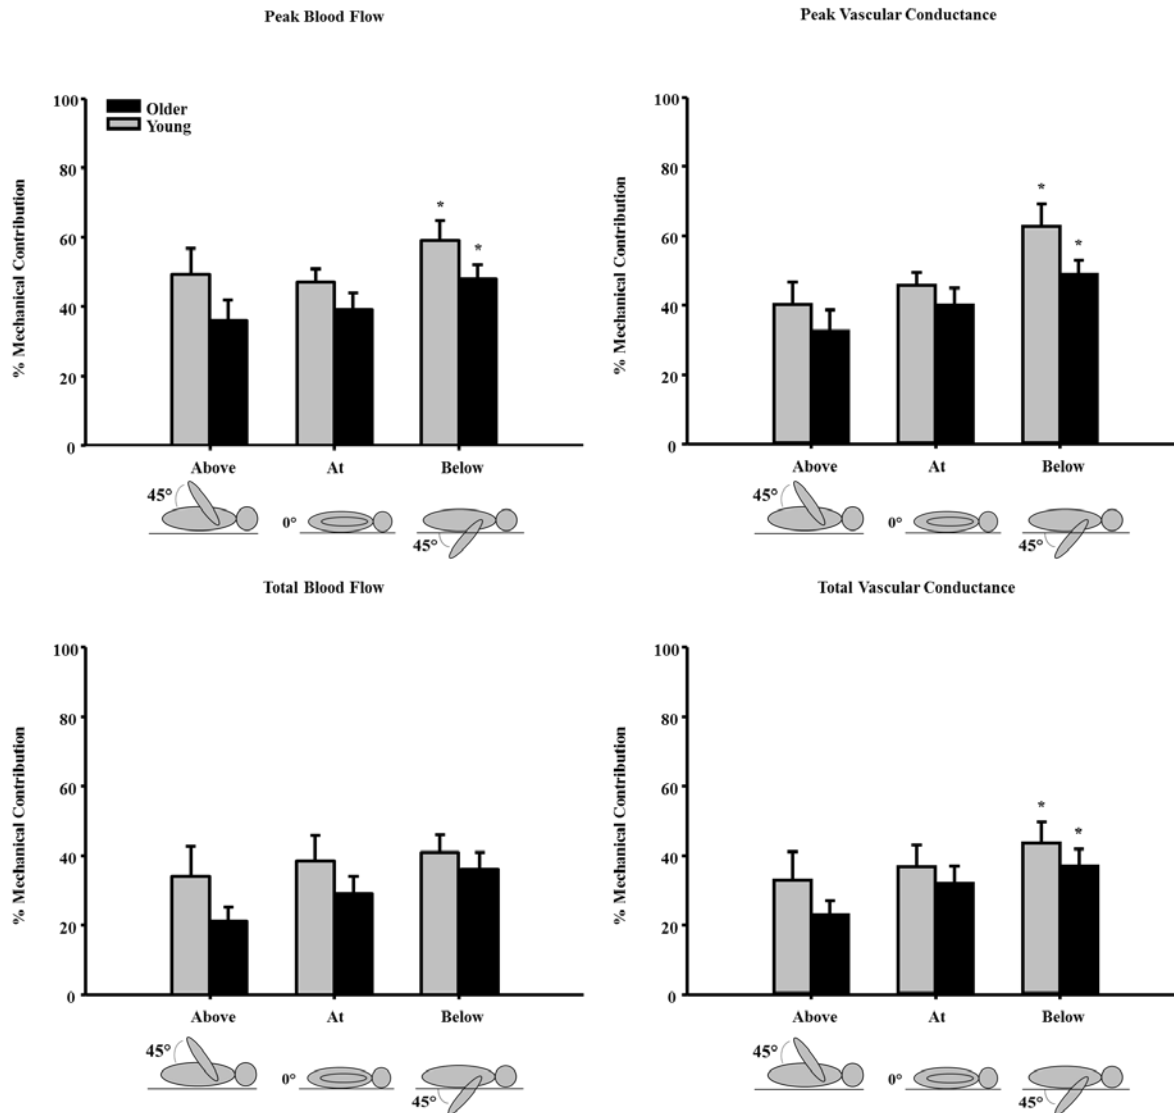 Peak Blood Flow
Peak Vascular Conductance
% Mechanical Contribution
100
80
60
40
20
0
Older
Young
*
*
Above
At
Below
45°
0°
45°
% Mechanical Contribution
100
80
60
40
20
0
*
*
Above
At
Below
45°
0°
45°
Total Blood Flow
Total Vascular Conductance
% Mechanical Contribution
100
80
60
40
20
0
Above
At
Below
45°
0°
45°
% Mechanical Contribution
100
80
60
40
20
0
*
*
Above
At
Below
45°
0°
45°